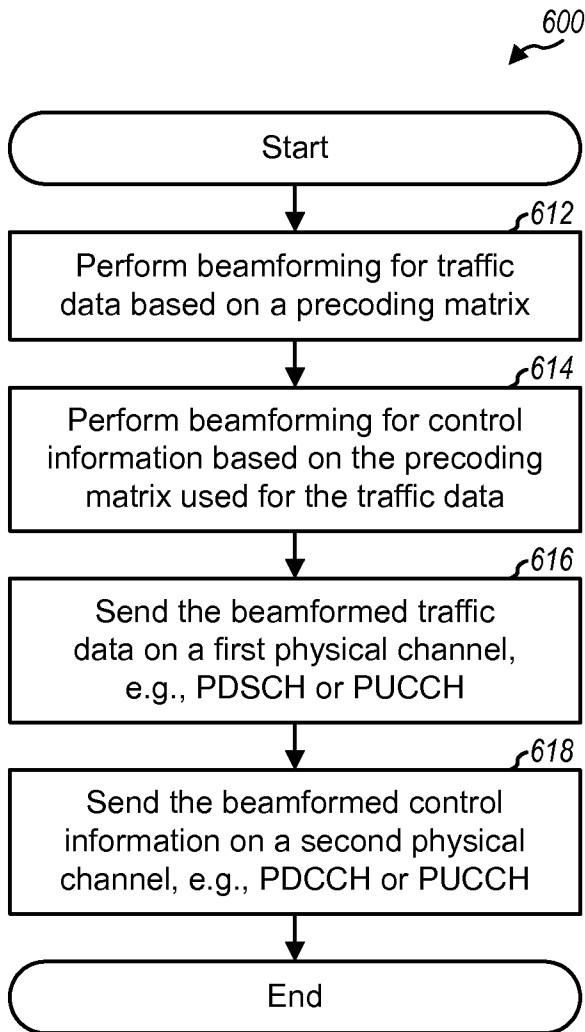 600
Start
612
Perform beamforming for traffic
data based on a precoding matrix
614
Perform beamforming for control
information based on the precoding
matrix used for the traffic data
616
Send the beamformed traffic
data on a first physical channel,
e.g., PDSCH or PUCCH
618
Send the beamformed control
information on a second physical
channel, e.g., PDCCH or PUCCH
End